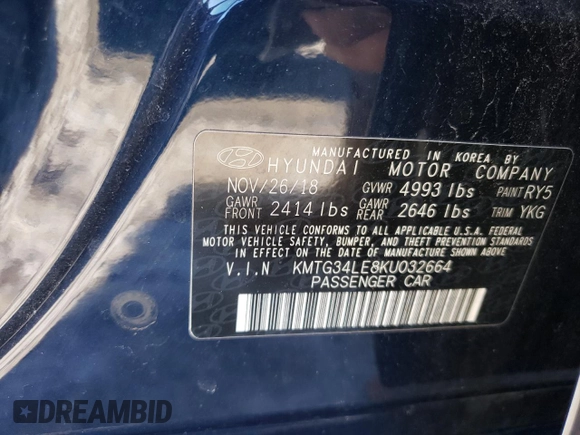 MANUFACTURED IN KOREA BY
HYUNDAI MOTOR COMPANY
NOV/26/18 GVWR 4993 lbs PAINT RY5
GAWR FRONT 2414 lbs GAWR REAR 2646 lbs TRIM YKG
THIS VEHICLE CONFORMS TO ALL APPLICABLE U.S.A. FEDERAL
MOTOR VEHICLE SAFETY, BUMPER, AND THEFT PREVENTION STANDARDS
IN EFFECT ON THE DATE OF MANUFACTURE SHOWN ABOVE
V.I.N KMTG34LE8KU032664
PASSENGER CAR
DREAMBID